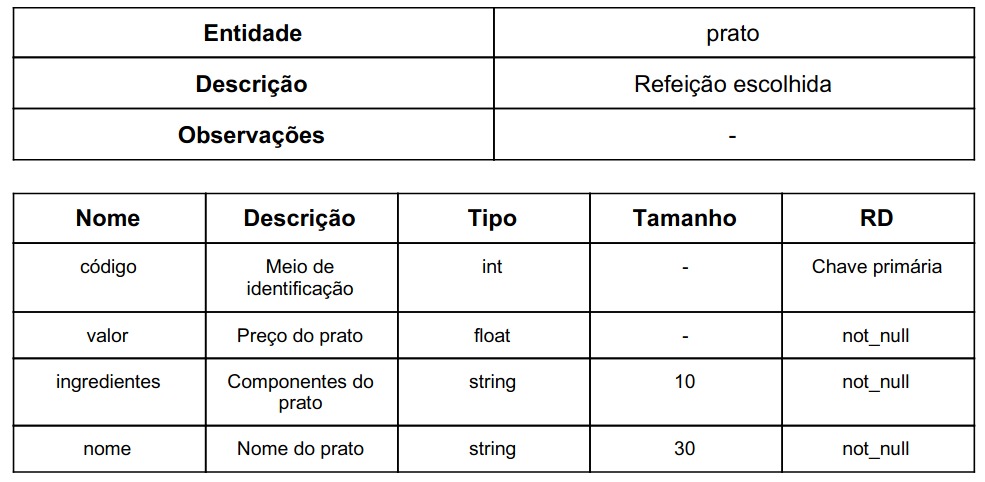 Entidade prato
Descrição Refeição escolhida
Observações -
Nome Descrição Tipo Tamanho RD
código Meio de identificação int - Chave primária
valor Preço do prato float - not_null
ingredientes Componentes do prato string 10 not_null
nome Nome do prato string 30 not_null